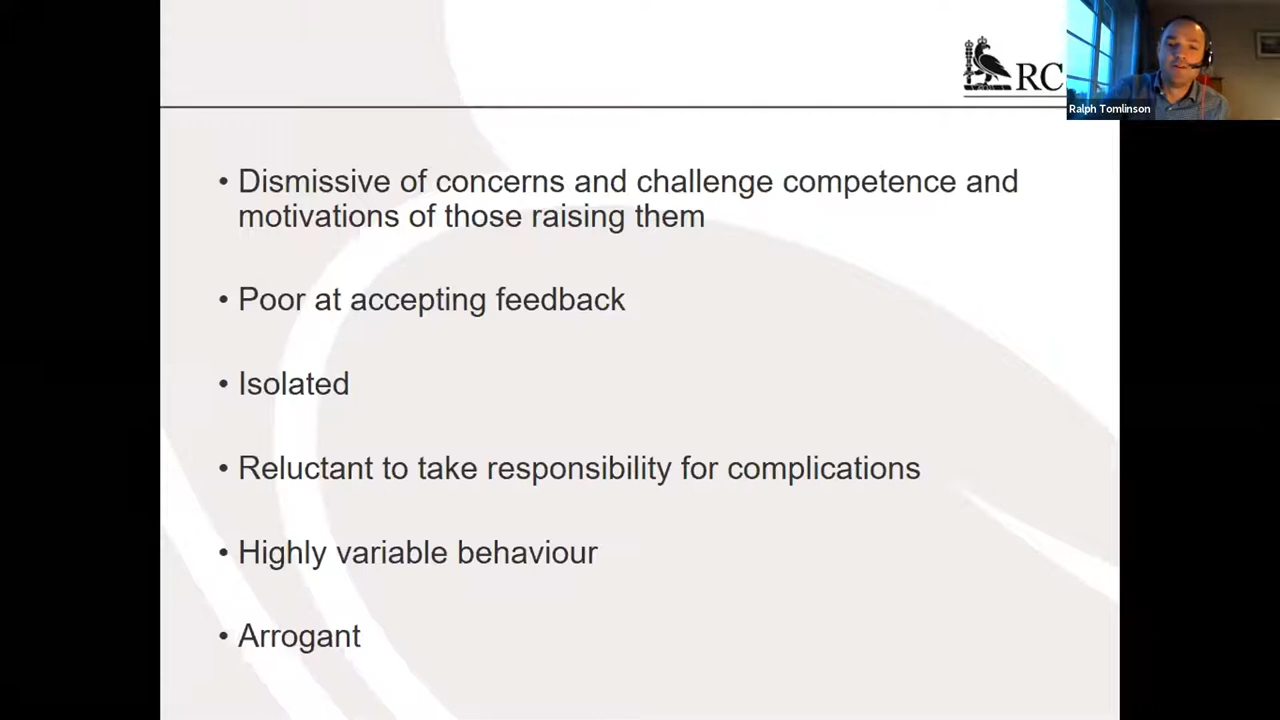 RC
Ralph Tomlinson
• Dismissive of concerns and challenge competence and
motivations of those raising them
• Poor at accepting feedback
• Isolated
• Reluctant to take responsibility for complications
• Highly variable behaviour
• Arrogant